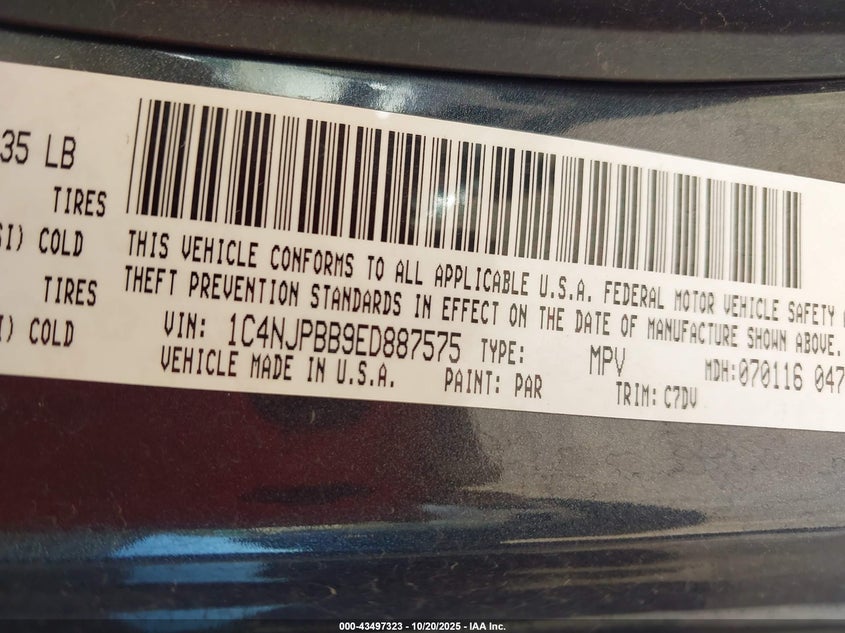 35 LB
TIRES
SI) COLD
TIRES
I) COLD
THIS VEHICLE CONFORMS TO ALL APPLICABLE U.S.A. FEDERAL MOTOR VEHICLE SAFETY
THEFT PREVENTION STANDARDS IN EFFECT ON THE DATE OF MANUFACTURE SHOWN ABOVE.
VIN: 1C4NJPBB9ED887575 TYPE: MPV MDH:070116 047
VEHICLE MADE IN U.S.A. PAINT: PAR TRIM: C7DV
000-43497323 - 10/20/2025 - IAA Inc.